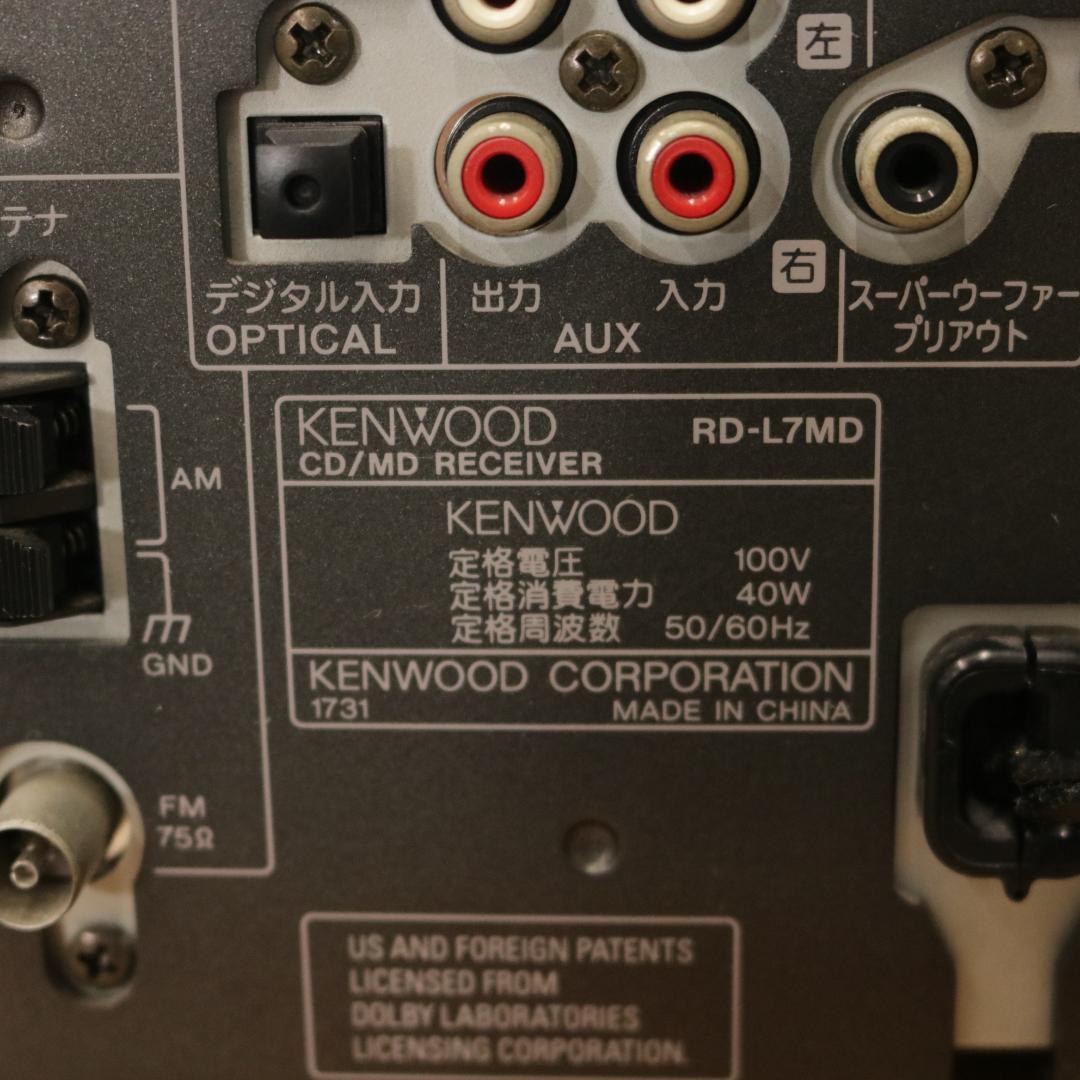 左
テナ
右
デジタル入力
OPTICAL
出力
入力
AUX
スーパーウーファー
プリアウト
KENWOOD
RD-L7MD
CD/MD RECEIVER
KENWOOD
定格電圧 100V
定格消費電力 40W
定格周波数 50/60Hz
KENWOOD CORPORATION
1731 MADE IN CHINA
AM
GND
FM
75Ω
US AND FOREIGN PATENTS
LICENSED FROM
DOLBY LABORATORIES
LICENSING CORPORATION.